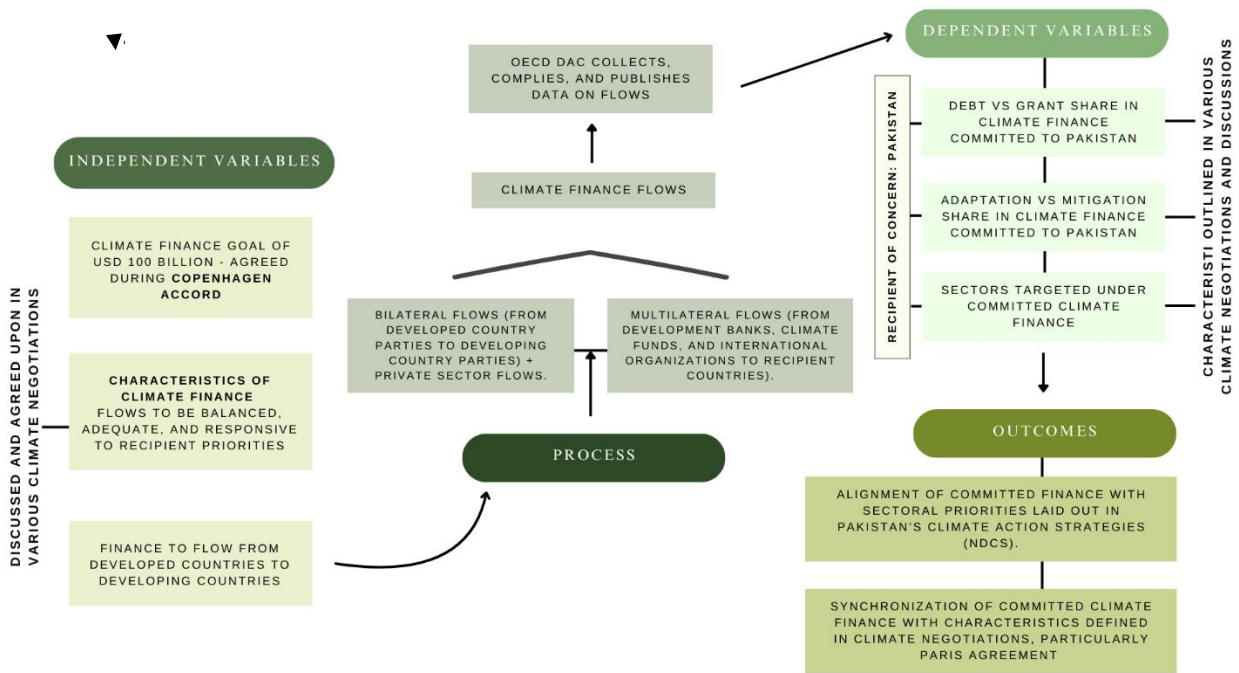 INDEPENDENT VARIABLES
CLIMATE FINANCE GOAL OF
USD 100 BILLION - AGREED
DURING COPENHAGEN
ACCORD
CHARACTERISTICS OF
CLIMATE FINANCE
FLOWS TO BE BALANCED,
ADEQUATE, AND RESPONSIVE
TO RECIPIENT PRIORITIES
FINANCE TO FLOW FROM
DEVELOPED COUNTRIES TO
DEVELOPING COUNTRIES
DISCUSSED AND AGREED UPON IN
VARIOUS CLIMATE NEGOTIATIONS
OECD DAC COLLECTS,
COMPLIES, AND PUBLISHES
DATA ON FLOWS
CLIMATE FINANCE FLOWS
BILATERAL FLOWS (FROM
DEVELOPED COUNTRY
PARTIES TO DEVELOPING
COUNTRY PARTIES) +
PRIVATE SECTOR FLOWS.
MULTILATERAL FLOWS (FROM
DEVELOPMENT BANKS, CLIMATE
FUNDS, AND INTERNATIONAL
ORGANIZATIONS TO RECIPIENT
COUNTRIES).
PROCESS
DEPENDENT VARIABLES
RECIPIENT OF CONCERN: PAKISTAN
DEBT VS GRANT SHARE IN
CLIMATE FINANCE
COMMITTED TO PAKISTAN
ADAPTATION VS MITIGATION
SHARE IN CLIMATE FINANCE
COMMITTED TO PAKISTAN
SECTORS TARGETED UNDER
COMMITTED CLIMATE
FINANCE
CHARACTERISTI OUTLINED IN VARIOUS
CLIMATE NEGOTIATIONS AND DISCUSSIONS
OUTCOMES
ALIGNMENT OF COMMITTED FINANCE WITH
SECTORAL PRIORITIES LAID OUT IN
PAKISTAN'S CLIMATE ACTION STRATEGIES
(NDCS).
SYNCHRONIZATION OF COMMITTED CLIMATE
FINANCE WITH CHARACTERISTICS DEFINED
IN CLIMATE NEGOTIATIONS, PARTICULARLY
PARIS AGREEMENT